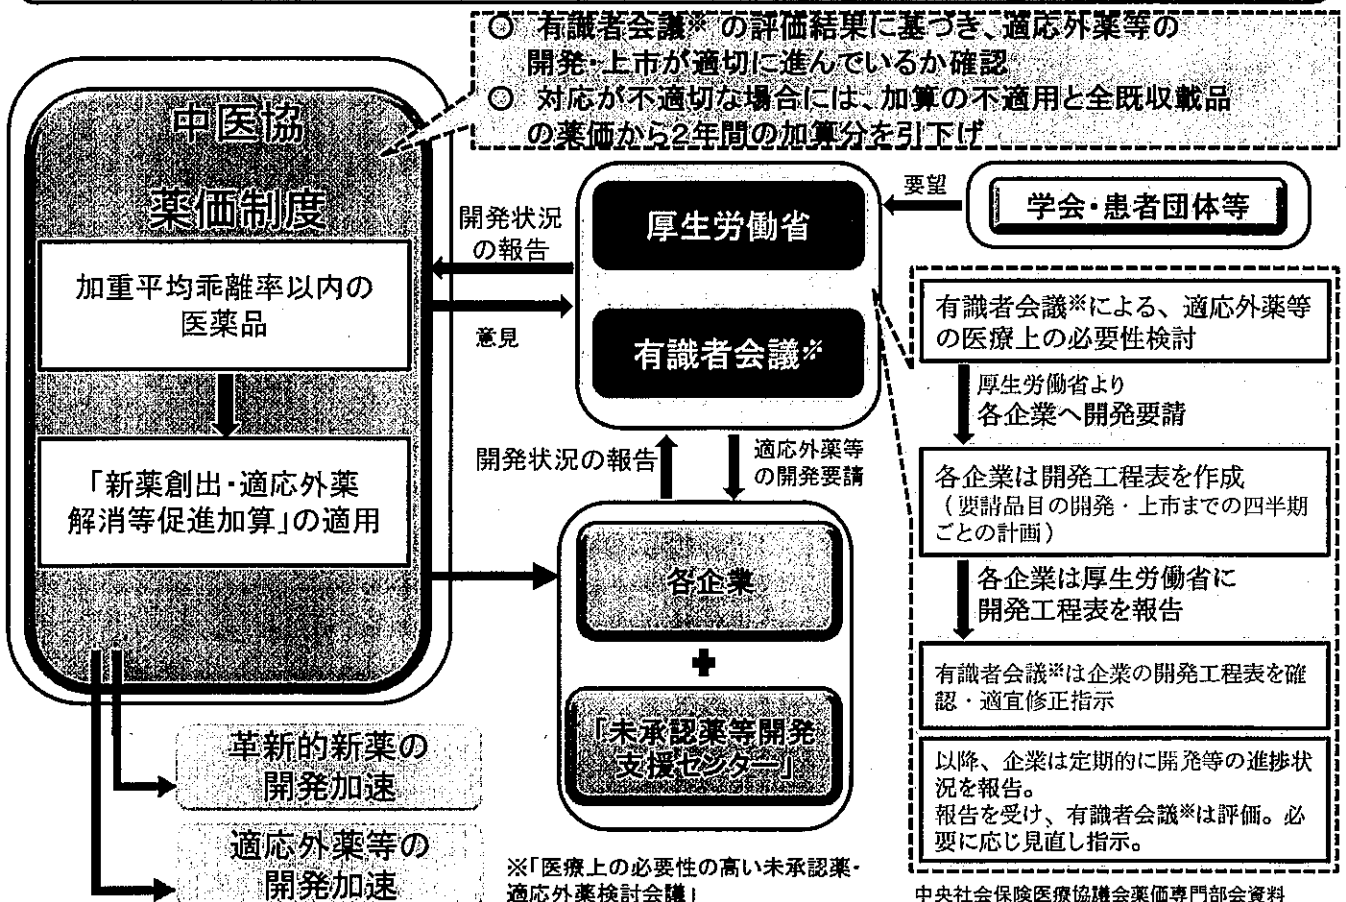 ○ 有識者会議※ の評価結果に基づき、適応外薬等の
開発・上市が適切に進んでいるか確認
○ 対応が不適切な場合には、加算の不適用と全既収載品
の薬価から2年間の加算分を引下げ
中医協
薬価制度
加重平均乖離率以内の
医薬品
「新薬創出・適応外薬
解消等促進加算」の適用
革新的新薬の
開発加速
適応外薬等の
開発加速
開発状況
の報告
意見
厚生労働省
有識者会議※
要望
学会・患者団体等
開発状況の報告
適応外薬等
の開発要請
各企業
+
「未承認薬等開発
支援センター」
※「医療上の必要性の高い未承認薬・
適応外薬検討会議」
有識者会議※による、適応外薬等
の医療上の必要性検討
厚生労働省より
各企業へ開発要請
各企業は開発工程表を作成
（要請品目の開発・上市までの四半期
ごとの計画）
各企業は厚生労働省に
開発工程表を報告
有識者会議※は企業の開発工程表を確
認・適宜修正指示
以降、企業は定期的に開発等の進捗状
況を報告。
報告を受け、有識者会議※は評価。必
要に応じ見直し指示。
中央社会保険医療協議会薬価専門部会資料